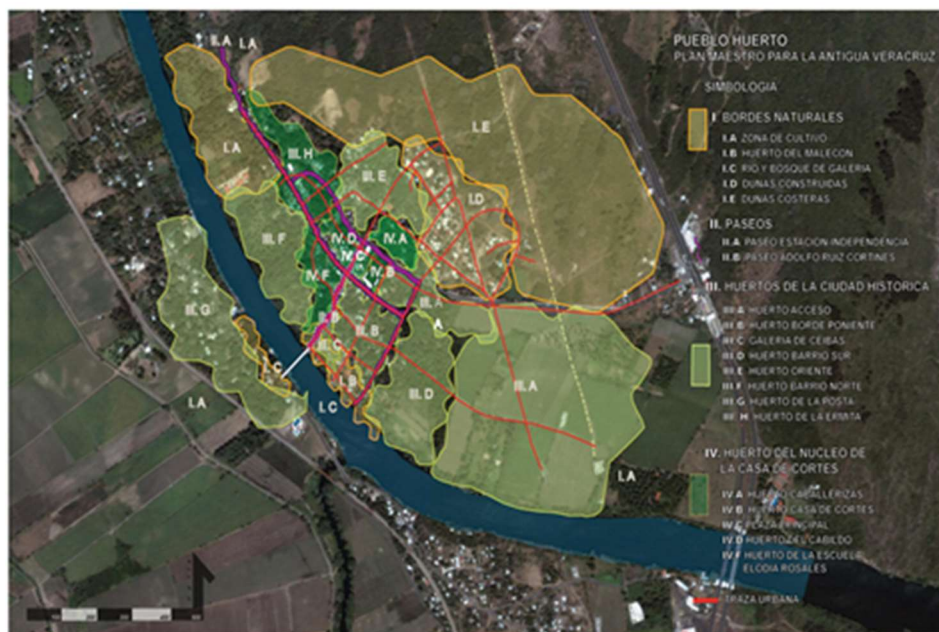 PUEBLO HUERTO
PLAN MAESTRO PARA LA ANTIGUA VERACRUZ
SIMBOLOGIA
I. BORDES NATURALES
I.A ZONA DE CULTIVO
I.B HUERTO DEL MALECON
I.C RIO Y BOSQUE DE GALERIA
I.D DUNAS CONSTRUIDAS
I.E DUNAS COSTERAS
II. PASEOS
II.A PASEO ESTACION INDEPENDENCIA
II.B PASEO ADOLFO RUIZ CORTINES
III. HUERTOS DE LA CIUDAD HISTORICA
III.A HUERTO ACCESO
III.B HUERTO BORDE PONIENTE
III.C GALERIA DE CEIBAS
III.D HUERTO BARRIO SUR
III.E HUERTO ORIENTE
III.F HUERTO BARRIO NORTE
III.G HUERTO DE LA POSTA
III.H HUERTO DE LA ERMITA
IV. HUERTO DEL NUCLEO DE
LA CASA DE CORTES
IV.A HUERTO CABALLERIZAS
IV.B HUERTO CASA DE CORTES
IV.C PLAZA PRINCIPAL
IV.D HUERTO DEL CABILDO
IV.F HUERTO DE LA ESCUELA
ELODIA ROSALES
TRAZA URBANA
II.A
I.A
I.E
I.A
III.H
III.E
I.D
III.F
IV.D
IV.A
IV.C
IV.F
IV.B
III.G
III.A
A
III.B
III.C
I.C
I.B
III.D
III.A
I.A
I.C
I.A